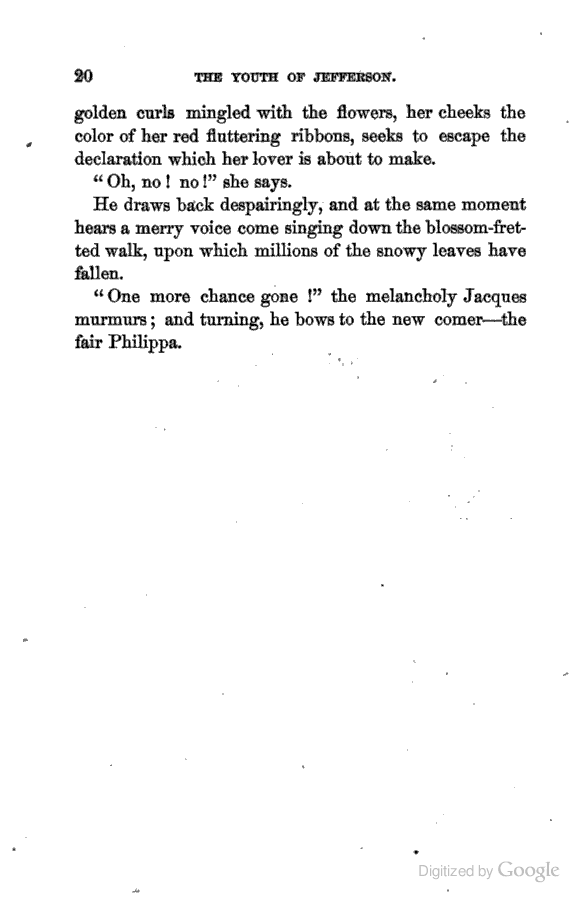 20 THE YOUTH OF JEFFERSON.
golden curls mingled with the flowers, her cheeks the
color of her red fluttering ribbons, seeks to escape the
declaration which her lover is about to make.
“ Oh, no ! no !” she says.
He draws back despairingly, and at the same moment
hears a merry voice come singing down the blossom-fret-
ted walk, upon which millions of the snowy leaves have
fallen.
“ One more chance gone !” the melancholy Jacques
murmurs ; and turning, he bows to the new comer—the
fair Philippa.
Digitized by Google